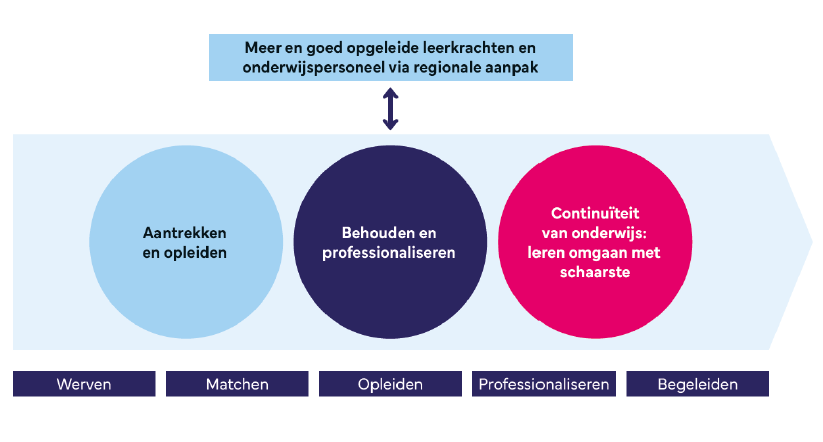 Meer en goed opgeleide leerkrachten en
onderwijspersoneel via regionale aanpak
Aantrekken
en opleiden
Behouden en
professionaliseren
Continuïteit
van onderwijs:
leren omgaan met
schaarste
Werven
Matchen
Opleiden
Professionaliseren
Begeleiden